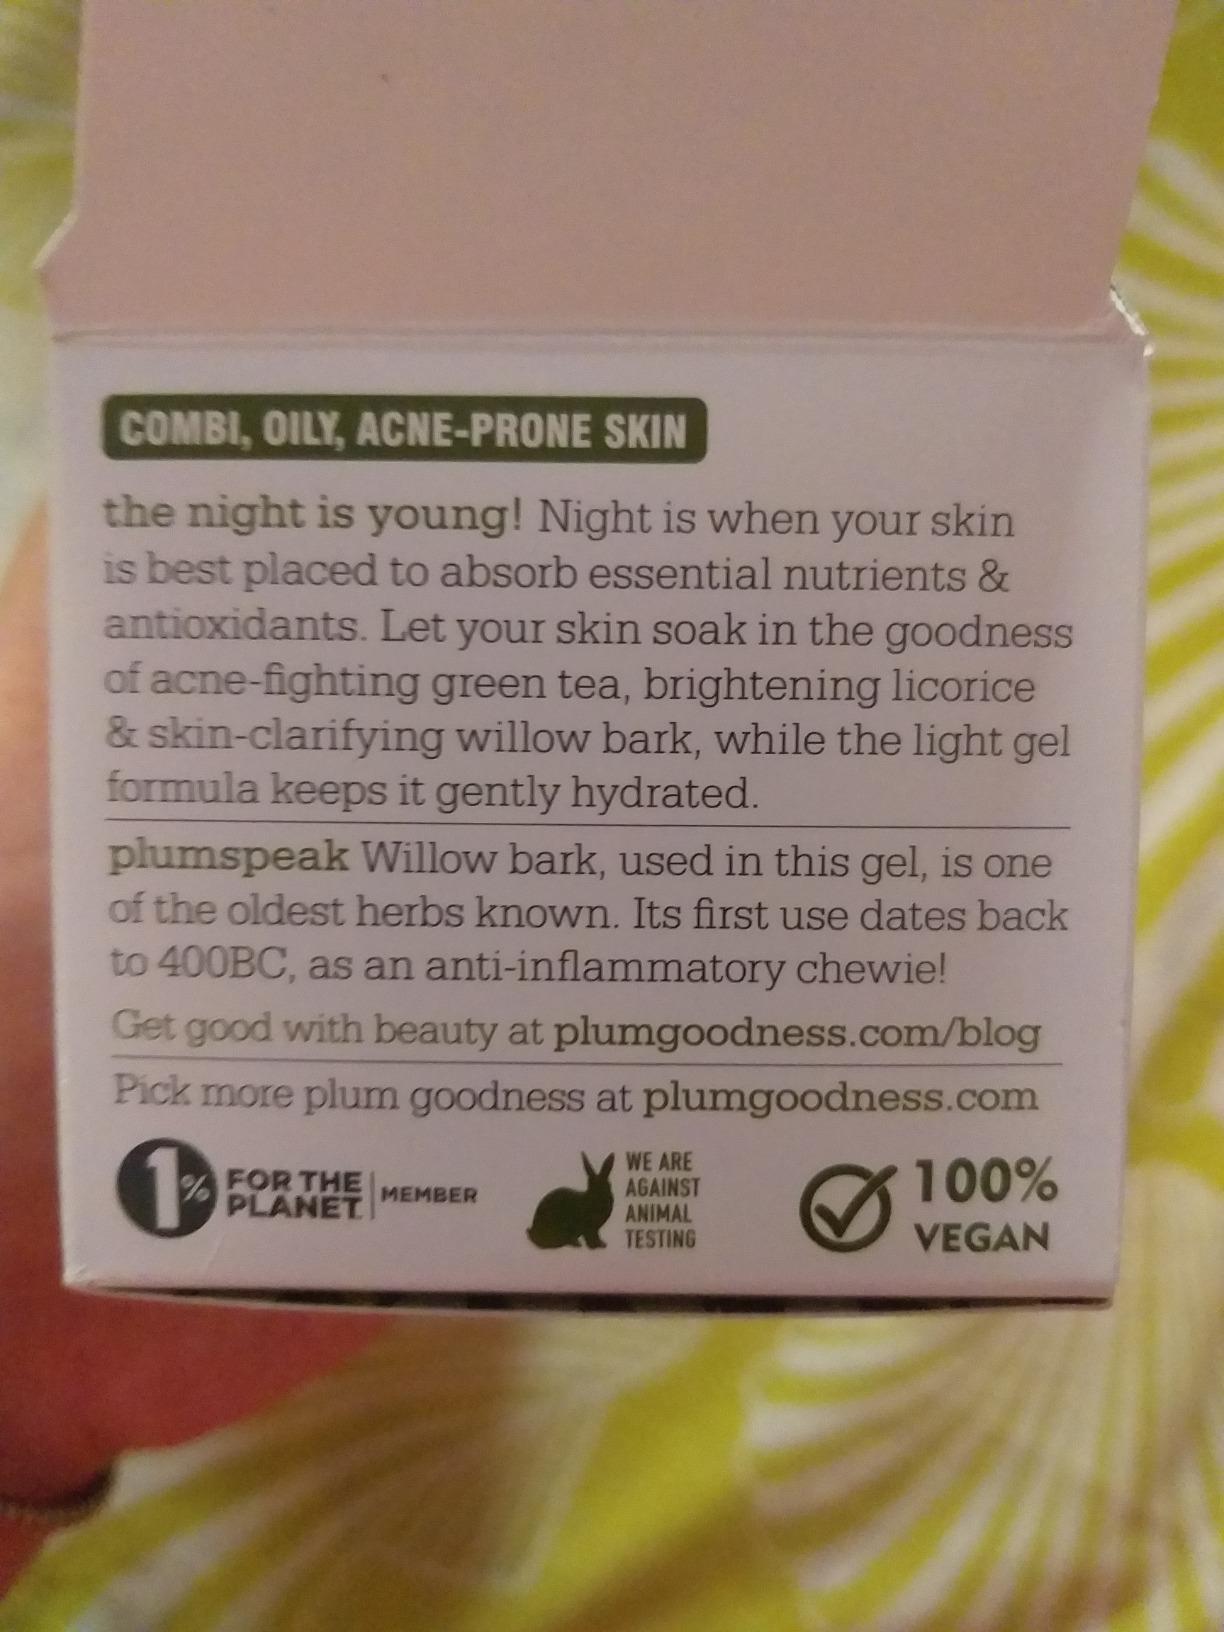 COMBI, OILY, ACNE-PRONE SKIN
the night is young! Night is when your skin
is best placed to absorb essential nutrients &
antioxidants. Let your skin soak in the goodness
of acne-fighting green tea, brightening licorice
& skin-clarifying willow bark, while the light gel
formula keeps it gently hydrated.
plumspeak Willow bark, used in this gel, is one
of the oldest herbs known. Its first use dates back
to 400BC, as an anti-inflammatory chewie!
Get good with beauty at plumgoodness.com/blog
Pick more plum goodness at plumgoodness.com
1% FOR THE
PLANET. MEMBER
WE ARE
AGAINST
ANIMAL
TESTING
100%
VEGAN